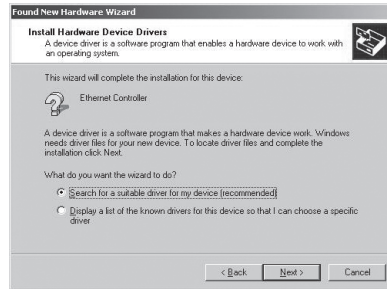 Found New Hardware Wizard
Install Hardware Device Drivers
A device driver is a software program that enables a hardware device to work with
an operating system.
This wizard will complete the installation for this device:
Ethernet Controller
A device driver is a software program that makes a hardware device work. Windows
needs driver files for your new device. To locate driver files and complete the
installation click Next.
What do you want the wizard to do?
Search for a suitable driver for my device (recommended)
Display a list of the known drivers for this device so that I can choose a specific
driver
< Back Next > Cancel